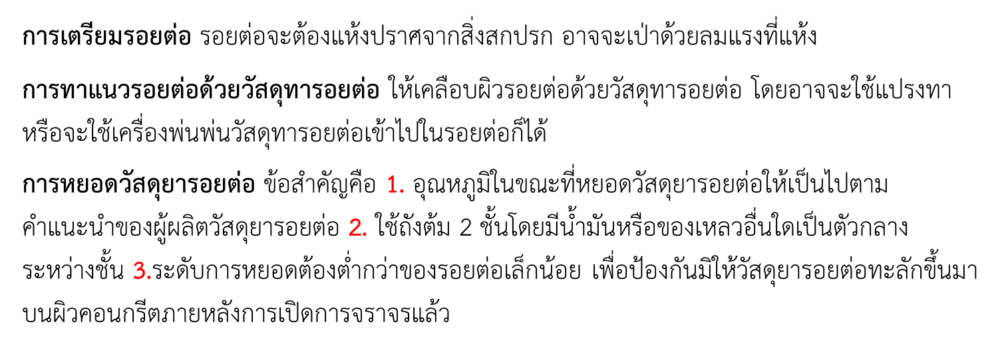 การเตรียมรอยต่อ รอยต่อจะต้องแห้งปราศจากสิ่งสกปรก อาจจะเป่าด้วยลมแรงที่แห้ง
การทาแนวรอยต่อด้วยวัสดุทารอยต่อ ให้เคลือบผิวรอยต่อด้วยวัสดุทารอยต่อ โดยอาจจะใช้แปรงทา
หรือจะใช้เครื่องพ่นพ่นวัสดุทารอยต่อเข้าไปในรอยต่อก็ได้
การหยอดวัสดุยารอยต่อ ข้อสำคัญคือ 1. อุณหภูมิในขณะที่หยอดวัสดุยารอยต่อให้เป็นไปตาม
คำแนะนำของผู้ผลิตวัสดุยารอยต่อ 2. ใช้ถังต้ม 2 ชั้นโดยมีน้ำมันหรือของเหลวอื่นใดเป็นตัวกลาง
ระหว่างชั้น 3.ระดับการหยอดต้องต่ำกว่าของรอยต่อเล็กน้อย เพื่อป้องกันมิให้วัสดุยารอยต่อทะลักขึ้นมา
บนผิวคอนกรีตภายหลังการเปิดการจราจรแล้ว